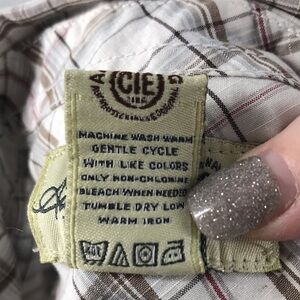 CIE
MACHINE WASH WARM
GENTLE CYCLE
WITH LIKE COLORS
ONLY NON-CHLORINE
BLEACH WHEN NEEDED
TUMBLE DRY LOW
WARM IRON